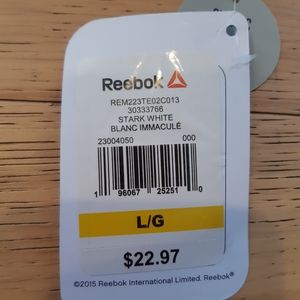 Reebok
REM223TE02C013
30333766
STARK WHITE
BLANC IMMACULÉ
23004050 000
1 96067 25251 0
L/G
$22.97
©2015 Reebok International Limited. Reebok®